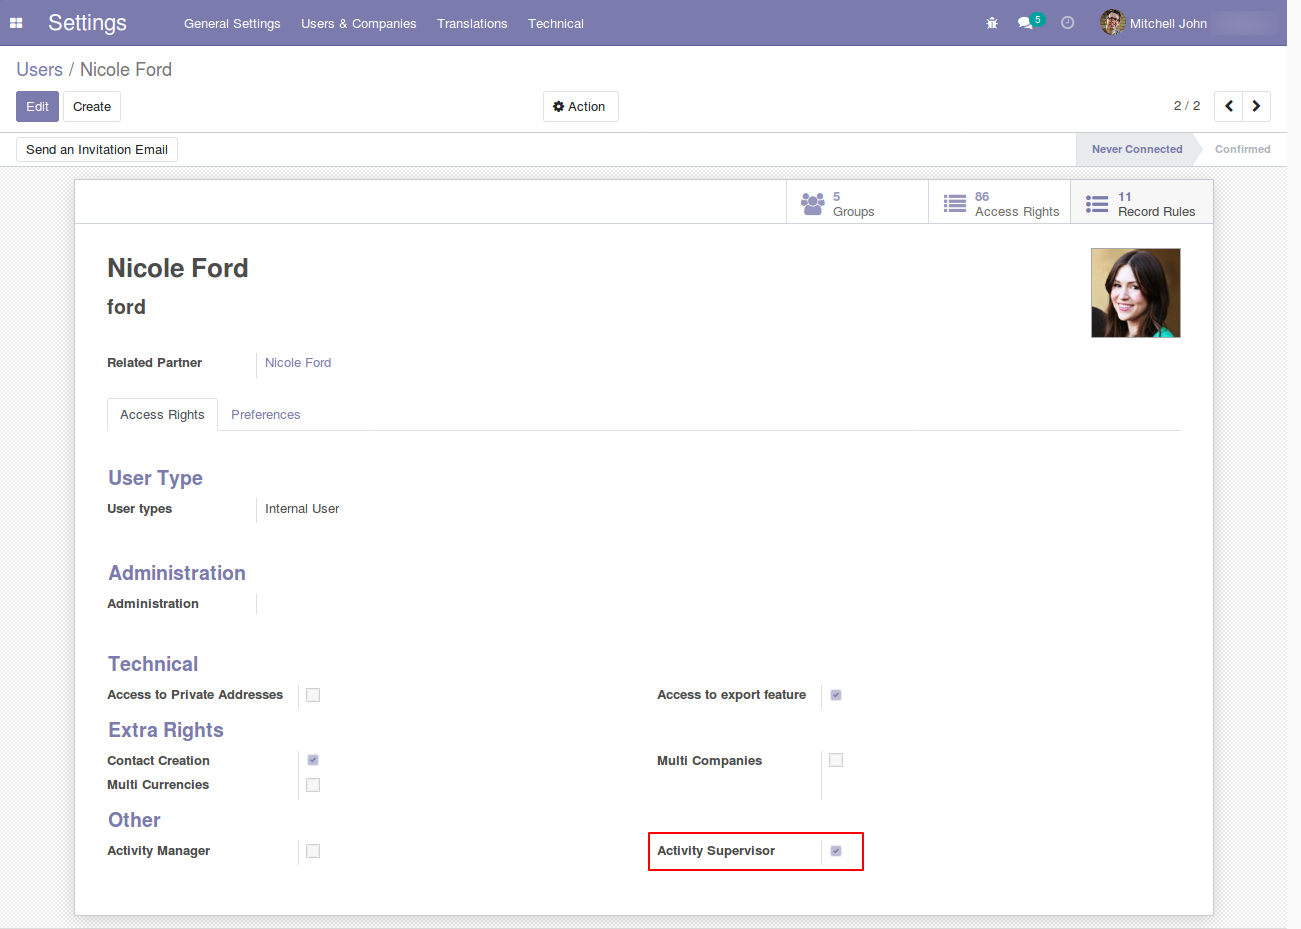 Settings General Settings Users & Companies Translations Technical 5 Mitchell John
Users / Nicole Ford
Edit Create Action 2 / 2
Send an Invitation Email Never Connected Confirmed
5 Groups 86 Access Rights 11 Record Rules
Nicole Ford
ford
Related Partner Nicole Ford
Access Rights Preferences
User Type
User types Internal User
Administration
Administration
Technical
Access to Private Addresses Access to export feature
Extra Rights
Contact Creation Multi Companies
Multi Currencies
Other
Activity Manager Activity Supervisor